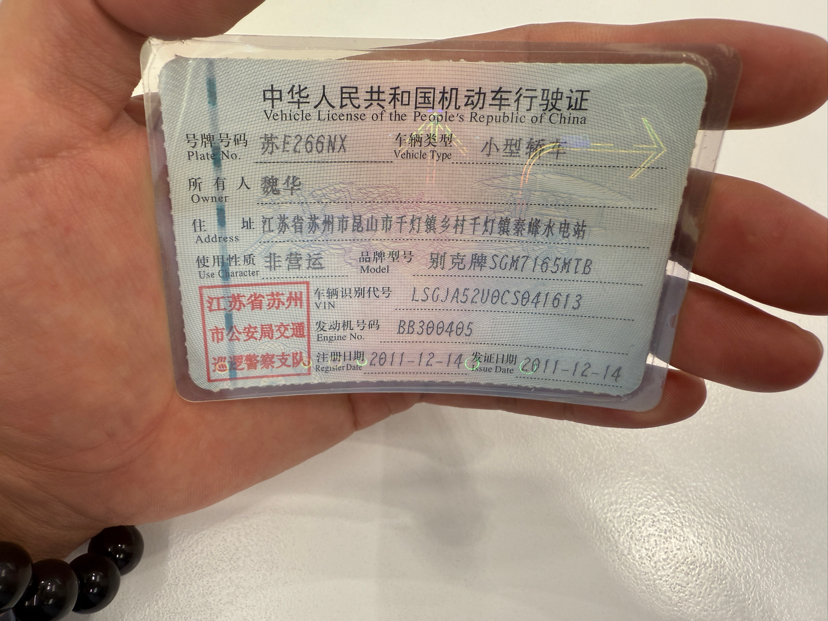 中华人民共和国机动车行驶证
Vehicle License of the People's Republic of China
号牌号码 苏E266NX 车辆类型 小型轿车
Plate No. Vehicle Type
所有人 魏华
Owner
住址 江苏省苏州市昆山市千灯镇乡村千灯镇秦峰水电站
Address
使用性质 非营运 品牌型号 别克牌SGM7165MTB
Use Character Model
江苏省苏州
市公安局交通
巡逻警察支队
车辆识别代号 LSGJA52U0CS041613
VIN
发动机号码 BB300405
Engine No.
注册日期 2011-12-14 发证日期 2011-12-14
Register Date Issue Date